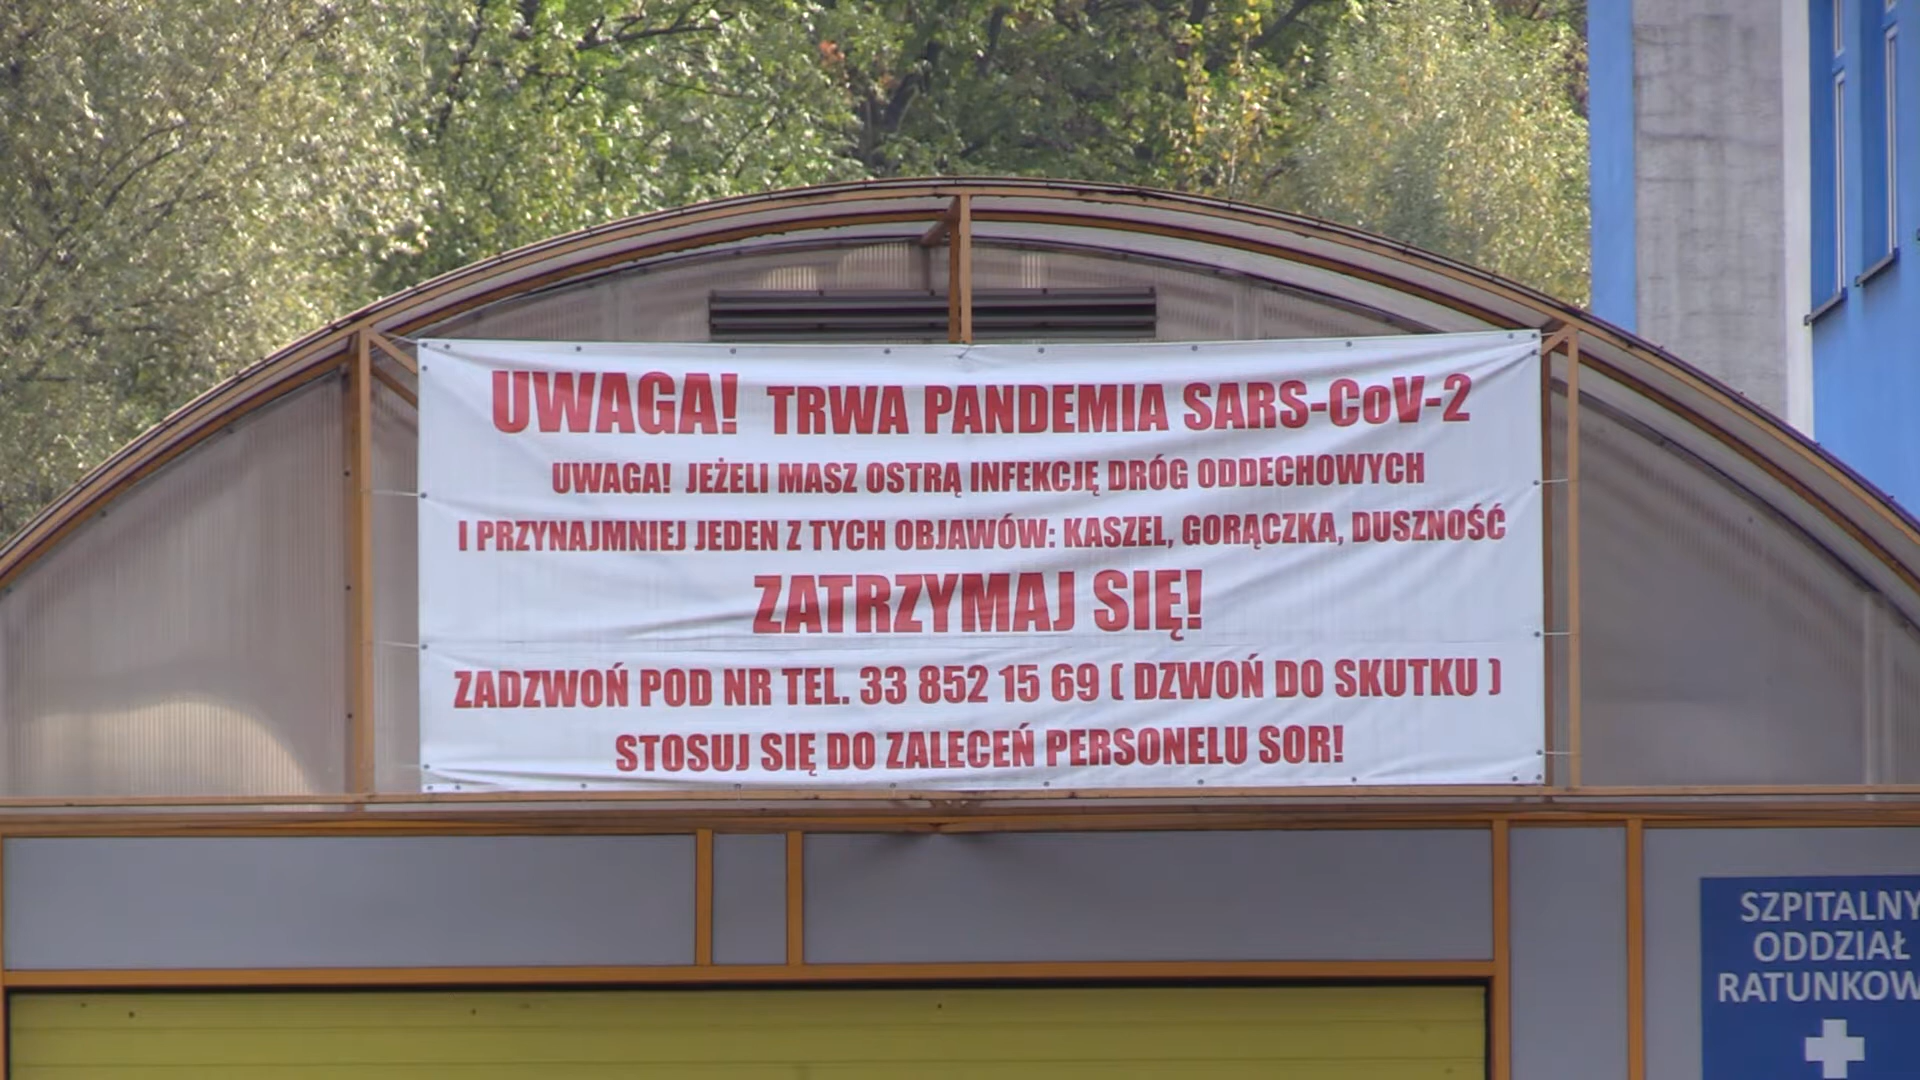 UWAGA! TRWA PANDEMIA SARS-CoV-2
UWAGA! JEŻELI MASZ OSTRĄ INFEKCJĘ DRÓG ODDECHOWYCH
I PRZYNAJMNIEJ JEDEN Z TYCH OBJAWÓW: KASZEL, GORĄCZKA, DUSZNOŚĆ
ZATRZYMAJ SIĘ!
ZADZWOŃ POD NR TEL. 33 852 15 69 ( DZWOŃ DO SKUTKU )
STOSUJ SIĘ DO ZALECEŃ PERSONELU SOR!
SZPITALNY
ODDZIAŁ
RATUNKOW